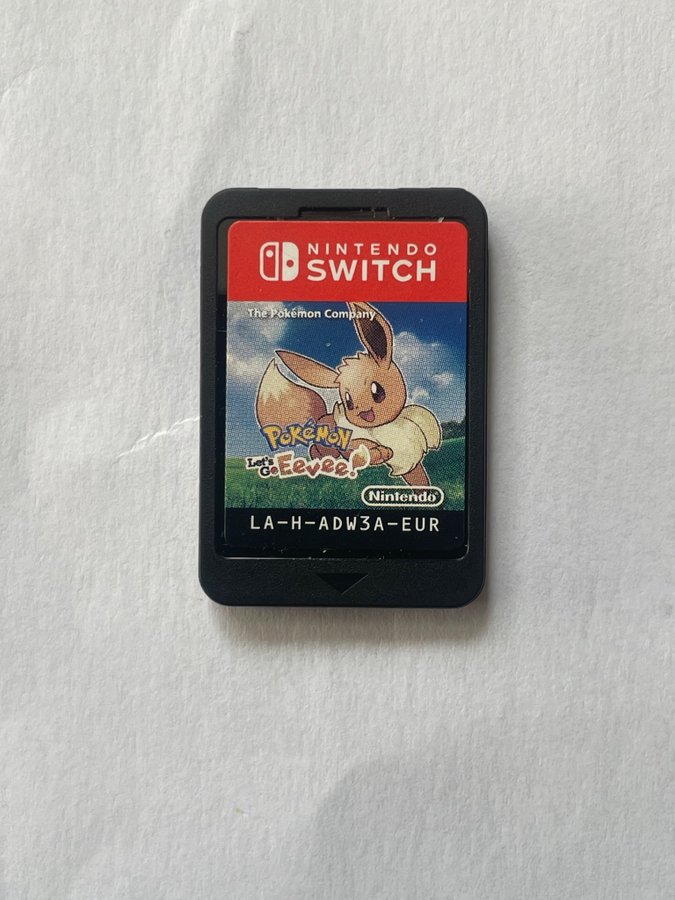 NINTENDO
SWITCH
The Pokémon Company
POKéMON
Let's Go Eevee!
Nintendo
LA-H-ADW3A-EUR